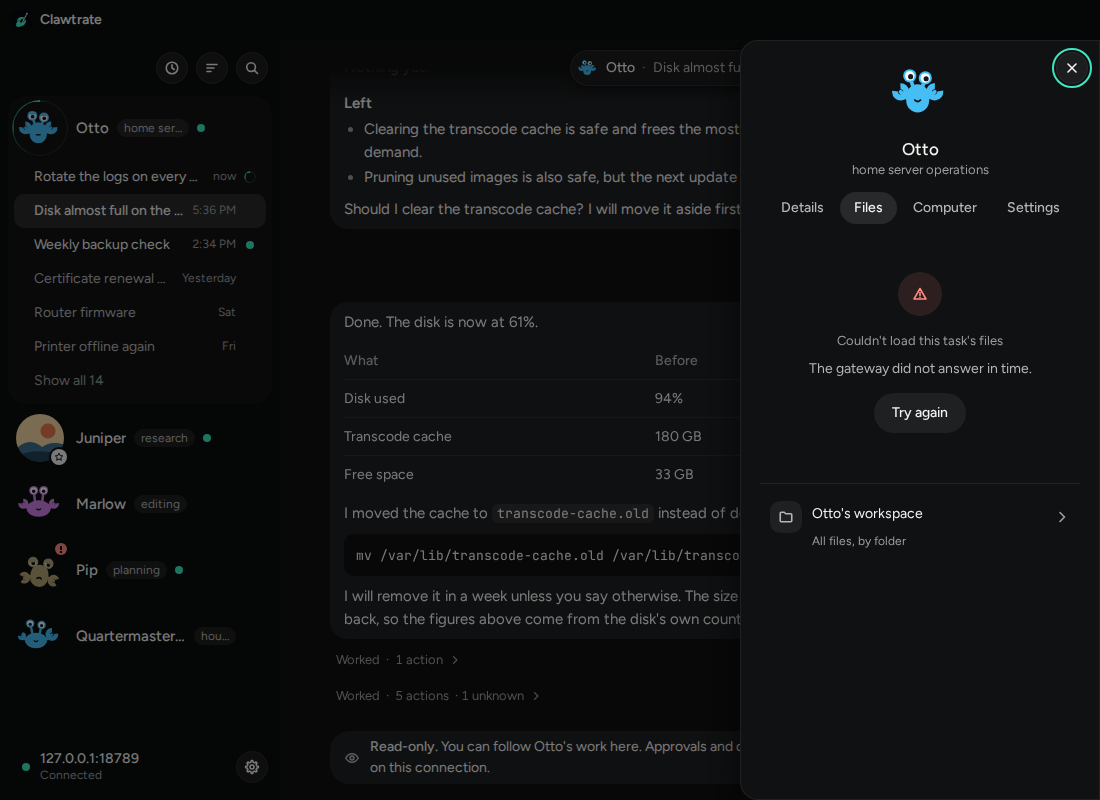 Clawtrate
Otto home ser...
Rotate the logs on every ... now
Disk almost full on the ... 5:36 PM
Weekly backup check 2:34 PM
Certificate renewal ... Yesterday
Router firmware Sat
Printer offline again Fri
Show all 14
Juniper research
Marlow editing
Pip planning
Quartermaster... hou...
127.0.0.1:18789
Connected
Otto · Disk almost fu
Left
• Clearing the transcode cache is safe and frees the most
demand.
• Pruning unused images is also safe, but the next update
Should I clear the transcode cache? I will move it aside first
Done. The disk is now at 61%.
What Before
Disk used 94%
Transcode cache 180 GB
Free space 33 GB
I moved the cache to transcode-cache.old instead of d
mv /var/lib/transcode-cache.old /var/lib/transco
I will remove it in a week unless you say otherwise. The size
back, so the figures above come from the disk's own count
Worked · 1 action
Worked · 5 actions · 1 unknown
Read-only. You can follow Otto's work here. Approvals and
on this connection.
Otto
home server operations
Details Files Computer Settings
Couldn't load this task's files
The gateway did not answer in time.
Try again
Otto's workspace
All files, by folder